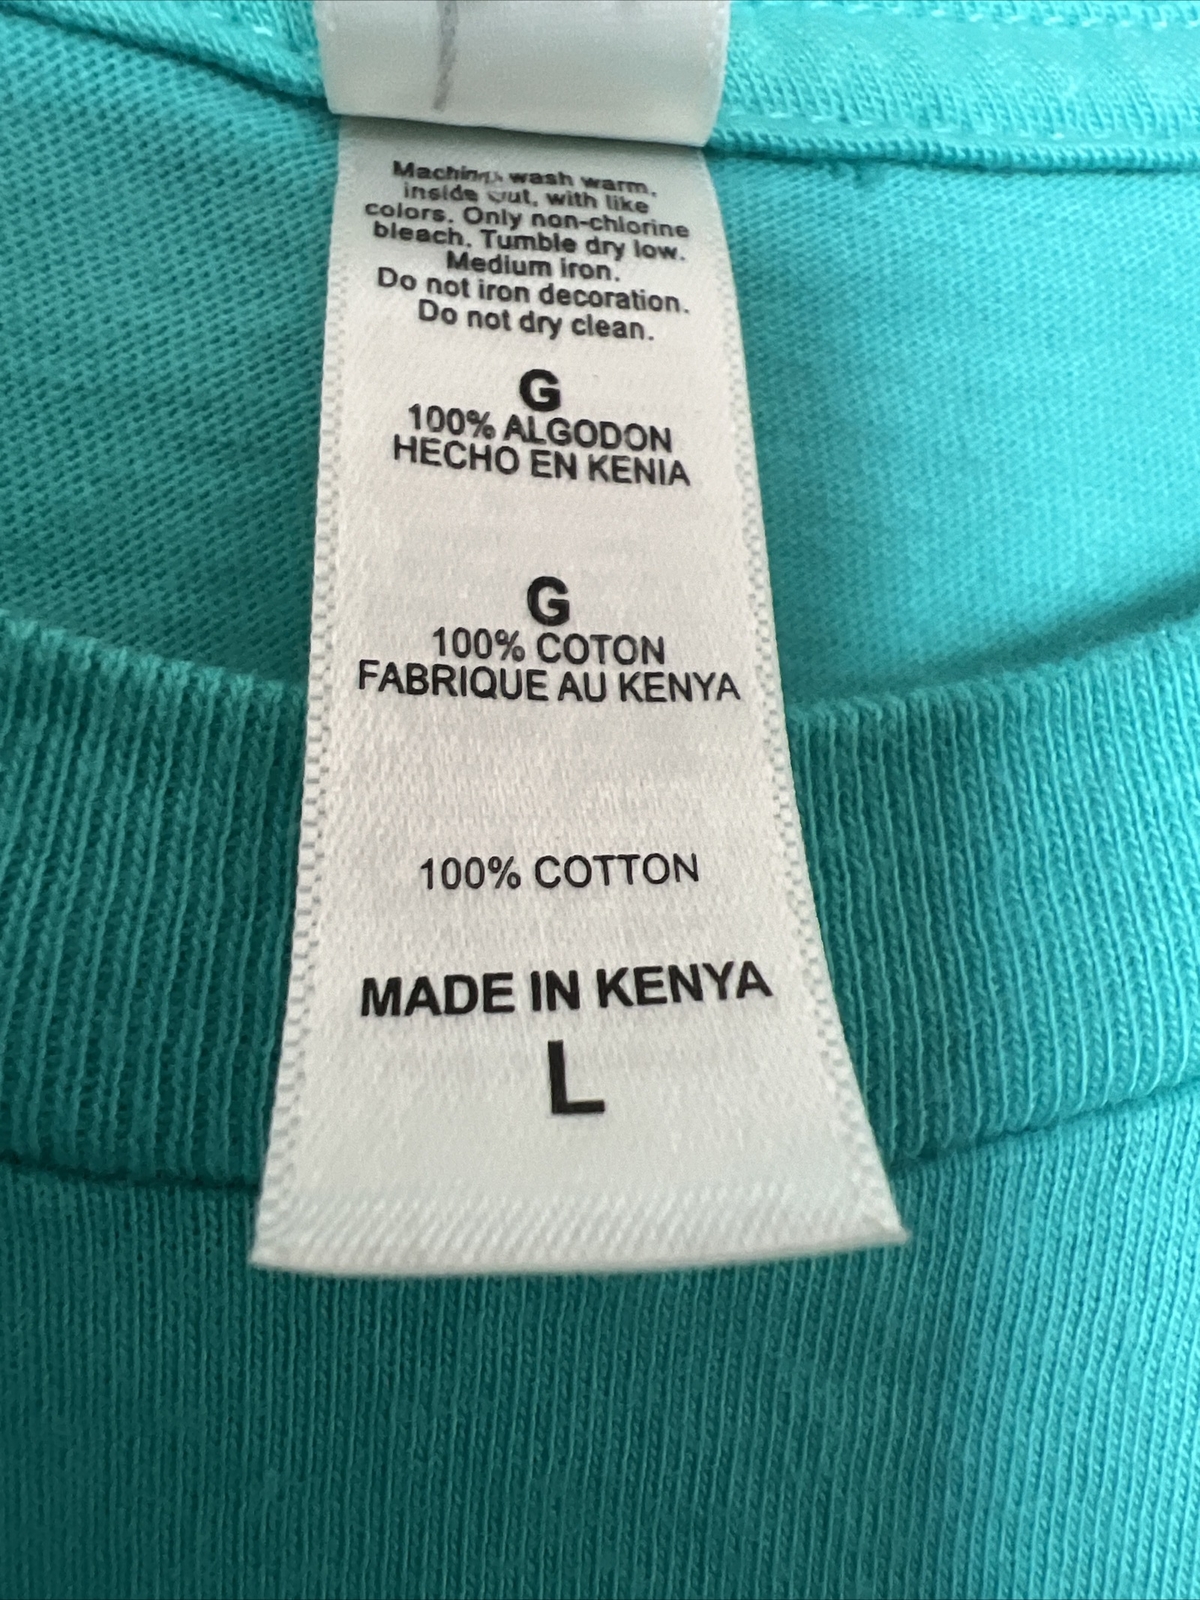 Machine wash warm,
inside out, with like
colors. Only non-chlorine
bleach. Tumble dry low.
Medium iron.
Do not iron decoration.
Do not dry clean.
G
100% ALGODON
HECHO EN KENIA
G
100% COTON
FABRIQUE AU KENYA
100% COTTON
MADE IN KENYA
L